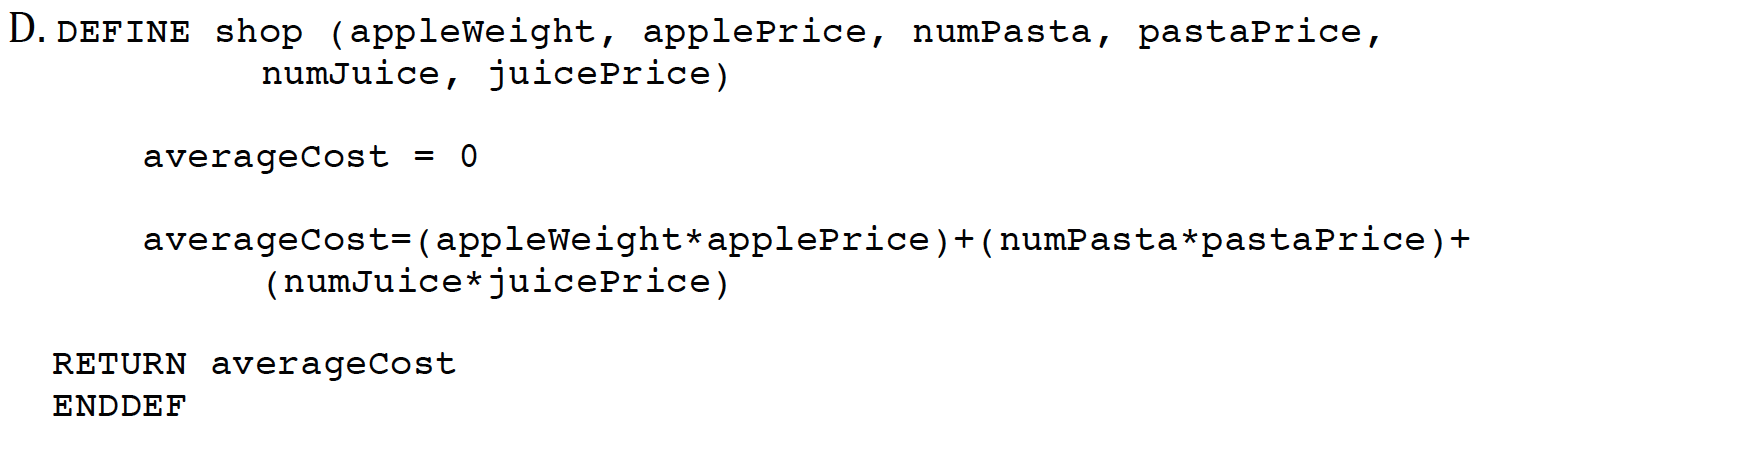 D. DEFINE shop (appleWeight, applePrice, numPasta, pastaPrice,
numJuice, juicePrice)
averageCost = 0
averageCost=(appleWeight*applePrice)+(numPasta*pastaPrice)+
(numJuice*juicePrice)
RETURN averageCost
ENDDEF